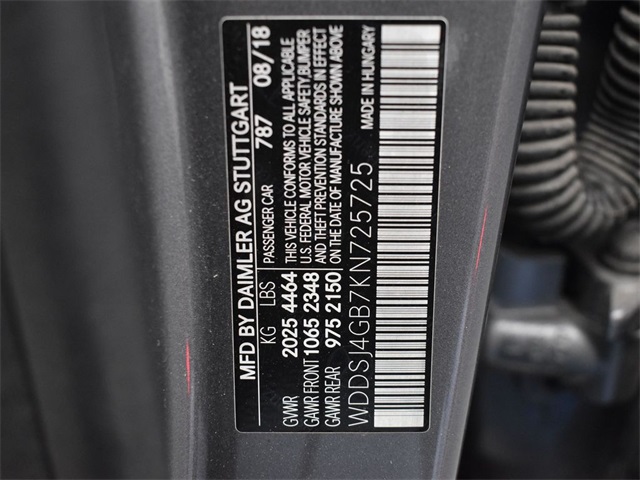 MFD BY DAIMLER AG STUTTGART
KG LBS PASSENGER CAR 787 08/18
GVWR 2025 4464 THIS VEHICLE CONFORMS TO ALL APPLICABLE
GAWR FRONT 1065 2348 U.S. FEDERAL MOTOR VEHICLE SAFETY,BUMPER
GAWR REAR 975 2150 AND THEFT PREVENTION STANDARDS IN EFFECT
ON THE DATE OF MANUFACTURE SHOWN ABOVE
WDDSJ4GB7KN725725 MADE IN HUNGARY